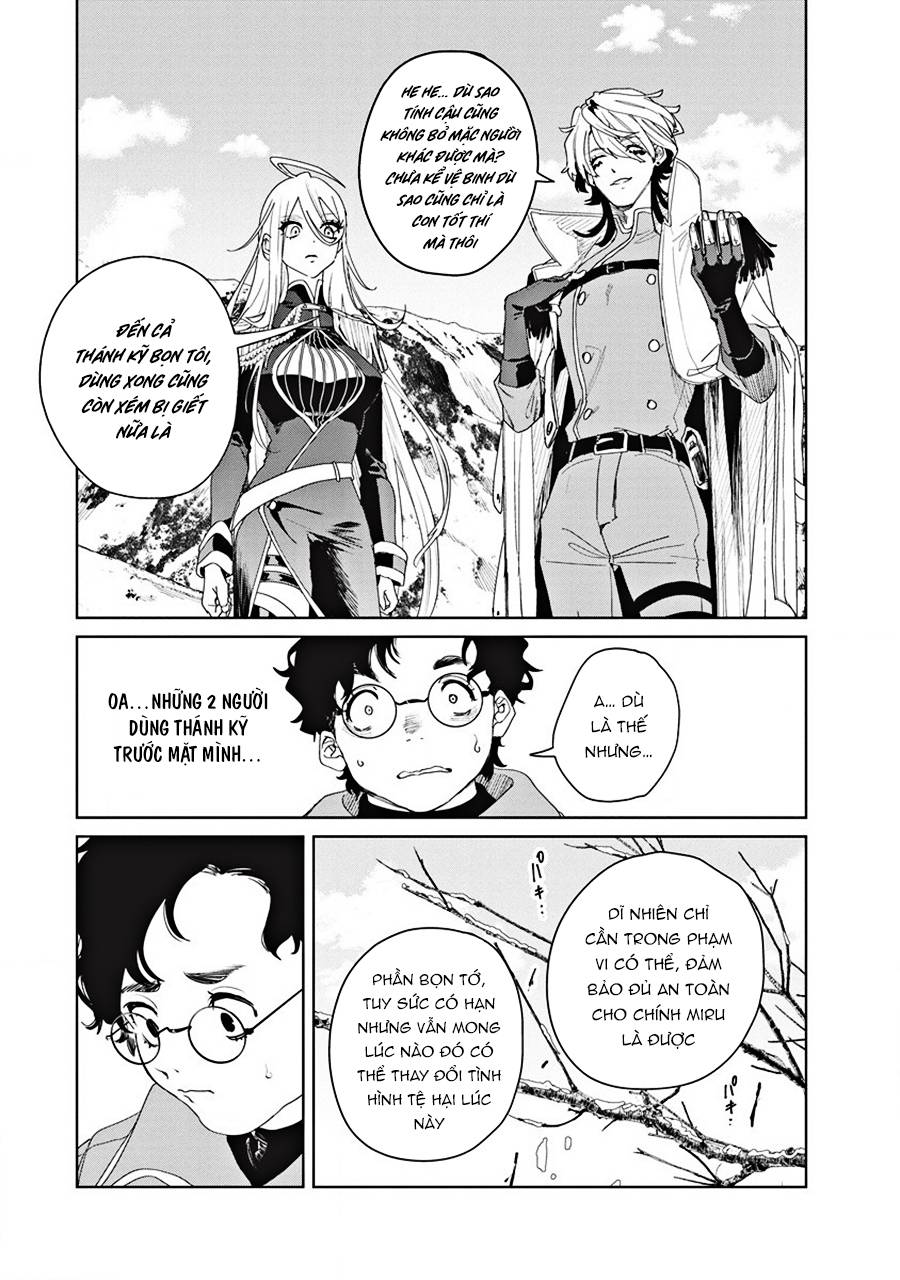 HE HE... DÙ SAO
TÍNH CẬU CŨNG
KHÔNG BỎ MẶC NGƯỜI
KHÁC ĐƯỢC MÀ?
CHƯA KỂ VỆ BINH DÙ
SAO CŨNG CHỈ LÀ
CON TỐT THÍ
MÀ THÔI
ĐẾN CẢ
THÁNH KỸ BỌN TÔI,
DÙNG XONG CŨNG
CÒN XÉM BỊ GIẾT
NỮA LÀ
A... DÙ
LÀ THẾ
NHƯNG...
OA...NHỮNG 2 NGƯỜI
DÙNG THÁNH KỸ
TRƯỚC MẶT MÌNH...
DĨ NHIÊN CHỈ
CẦN TRONG PHẠM
VI CÓ THỂ, ĐẢM
BẢO ĐỦ AN TOÀN
CHO CHÍNH MIRU
LÀ ĐƯỢC
パキ…
パキ…
PHẦN BỌN TỚ,
TUY SỨC CÓ HẠN
NHƯNG VẪN MONG
LÚC NÀO ĐÓ CÓ
THỂ THAY ĐỔI TÌNH
HÌNH TỆ HẠI LÚC
NÀY